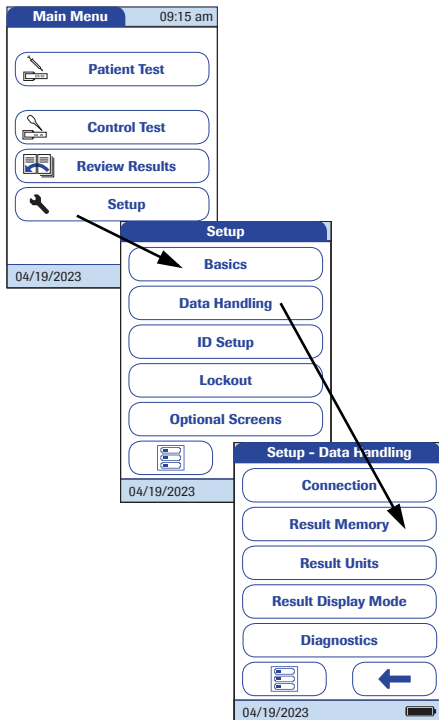 Main Menu 09:15 am
Patient Test
Control Test
Review Results
Setup
04/19/2023
Setup
Basics
Data Handling
ID Setup
Lockout
Optional Screens
04/19/2023
Setup - Data Handling
Connection
Result Memory
Result Units
Result Display Mode
Diagnostics
04/19/2023